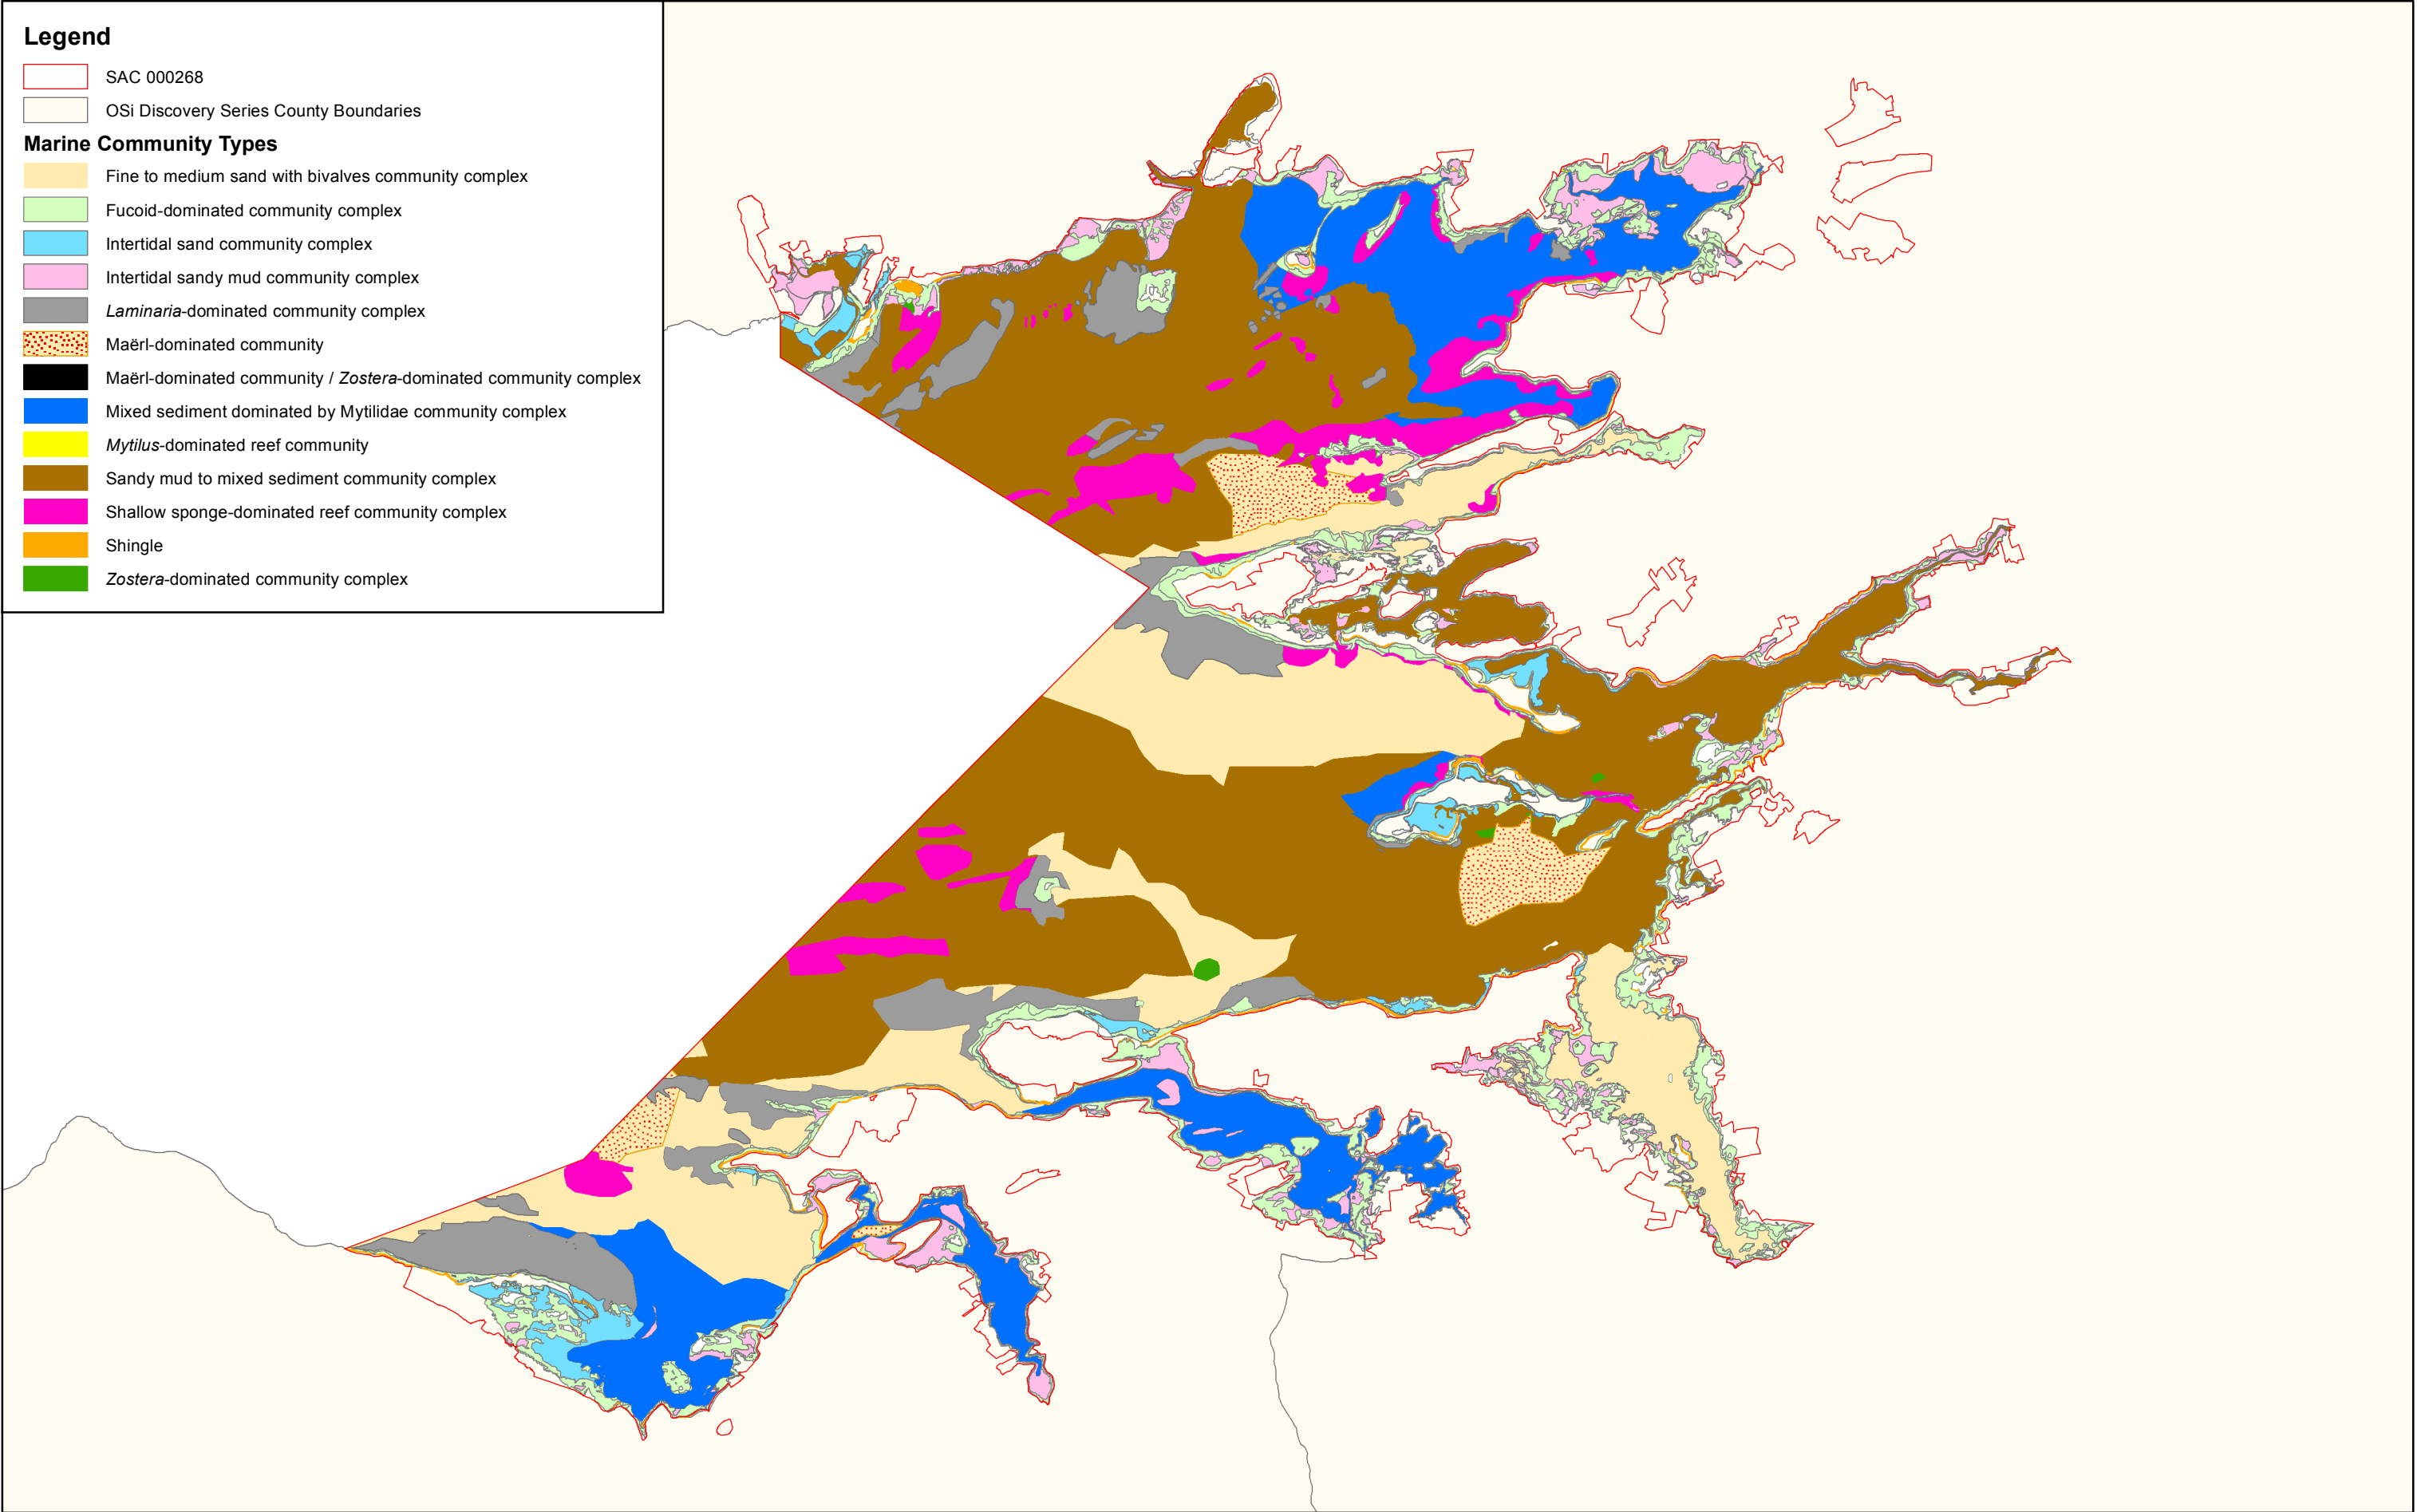 Legend
SAC 000268
OSi Discovery Series County Boundaries
Marine Community Types
Fine to medium sand with bivalves community complex
Fucoid-dominated community complex
Intertidal sand community complex
Intertidal sandy mud community complex
Laminaria-dominated community complex
Maërl-dominated community
Maërl-dominated community / Zostera-dominated community complex
Mixed sediment dominated by Mytilidae community complex
Mytilus-dominated reef community
Sandy mud to mixed sediment community complex
Shallow sponge-dominated reef community complex
Shingle
Zostera-dominated community complex